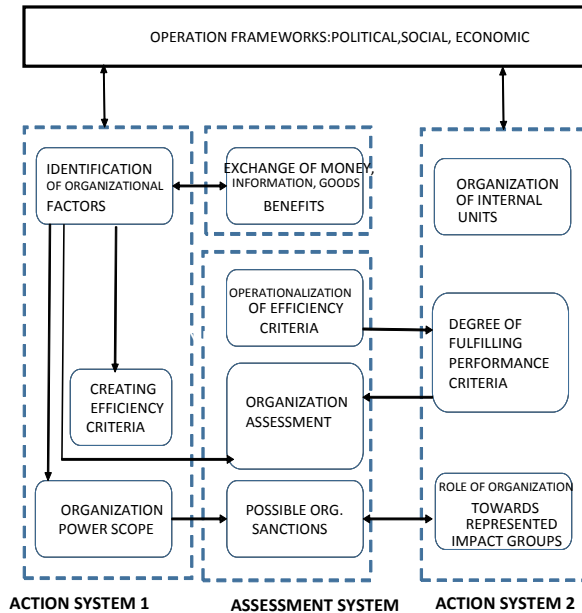 OPERATION FRAMEWORKS:POLITICAL,SOCIAL, ECONOMIC
IDENTIFICATION
OF ORGANIZATIONAL
FACTORS
EXCHANGE OF MONEY,
INFORMATION, GOODS
BENEFITS
ORGANIZATION
OF INTERNAL
UNITS
OPERATIONALIZATION
OF EFFICIENCY
CRITERIA
DEGREE OF
FULFILLING
PERFORMANCE
CRITERIA
CREATING
EFFICIENCY
CRITERIA
ORGANIZATION
ASSESSMENT
ORGANIZATION
POWER SCOPE
POSSIBLE ORG.
SANCTIONS
ROLE OF ORGANIZATION
TOWARDS
REPRESENTED
IMPACT GROUPS
ACTION SYSTEM 1
ASSESSMENT SYSTEM
ACTION SYSTEM 2